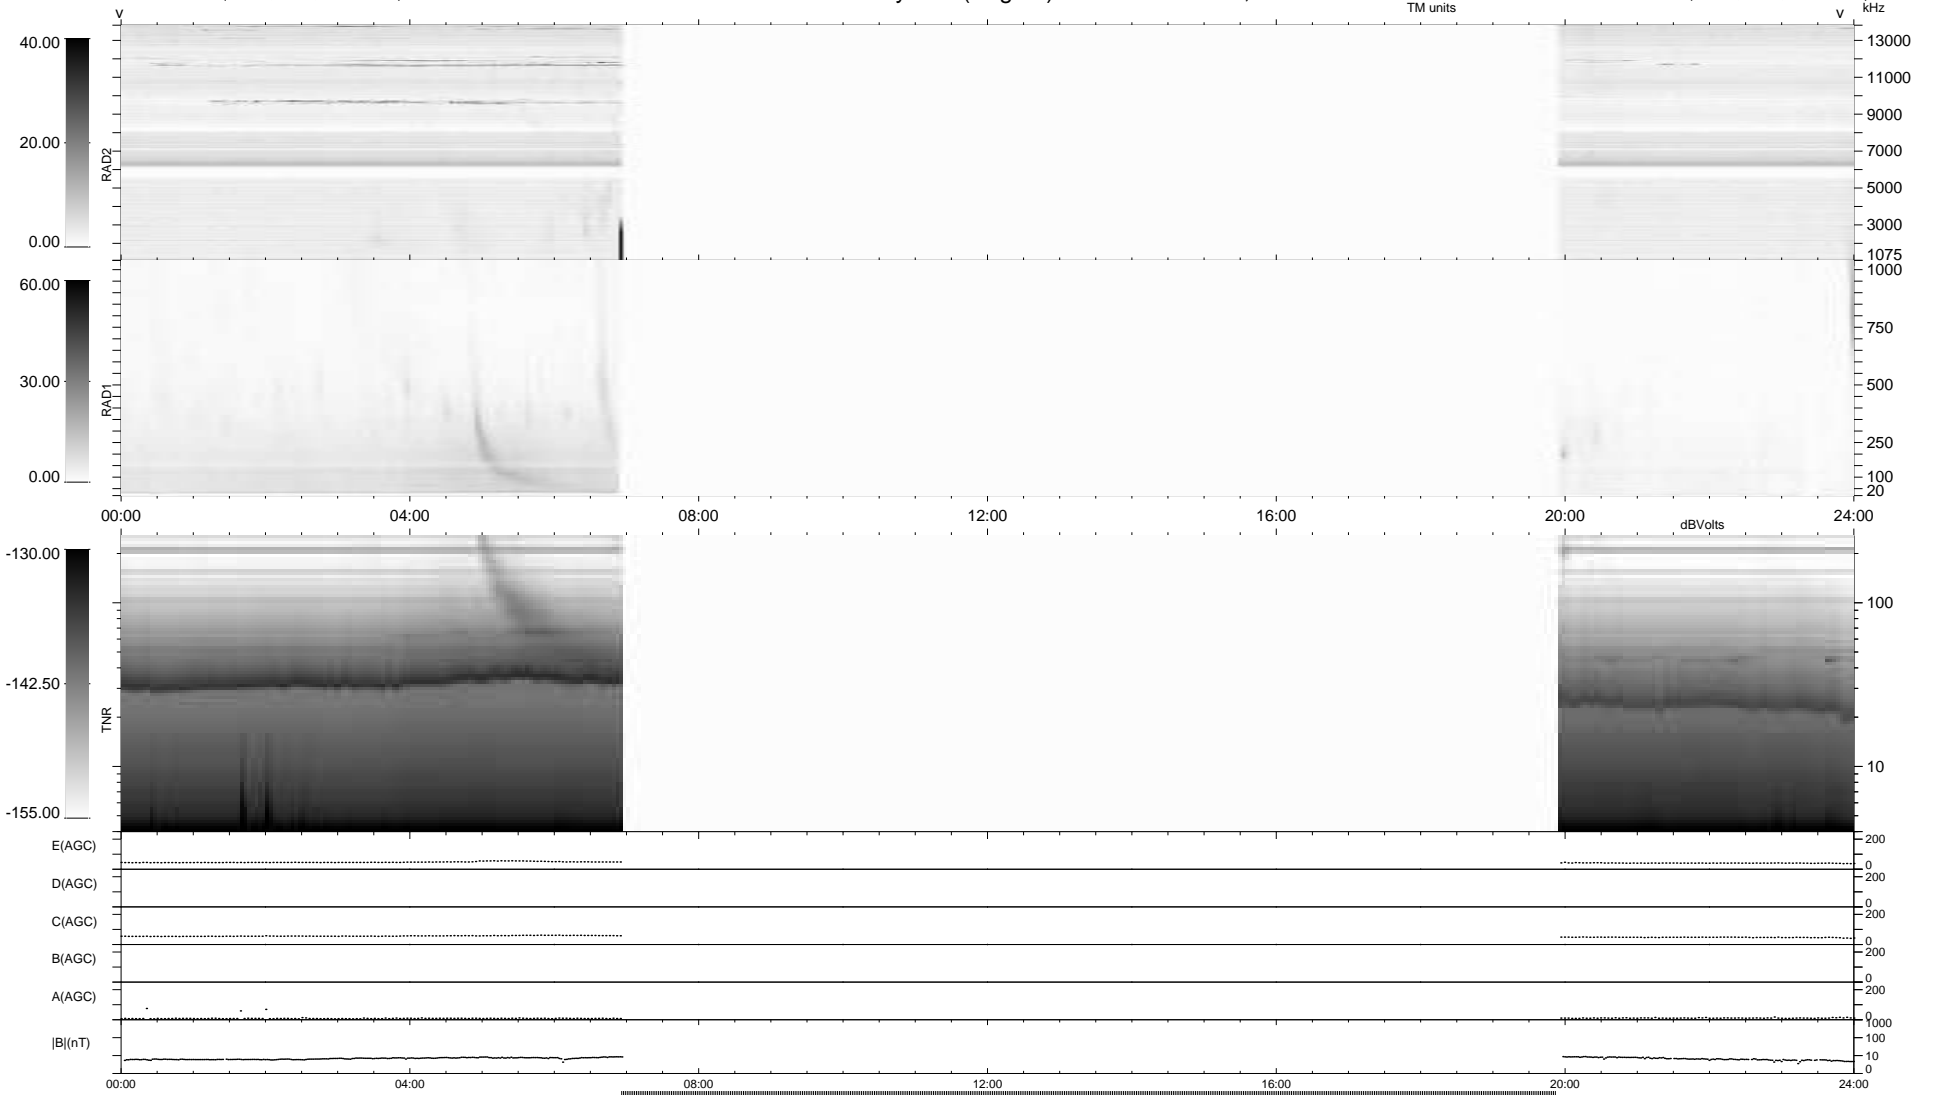 v TM units v kHz
40.00
20.00
0.00
RAD2
13000
11000
9000
7000
5000
3000
1075
60.00
30.00
0.00
RAD1
1000
750
500
250
100
20
00:00 04:00 08:00 12:00 16:00 20:00 24:00
dBVolts
-130.00
-142.50
-155.00
TNR
100
10
E(AGC) 200 0
D(AGC) 200 0
C(AGC) 200 0
B(AGC) 200 0
A(AGC) 200 0
|B|(nT) 1000 100 10 0
00:00 04:00 08:00 12:00 16:00 20:00 24:00